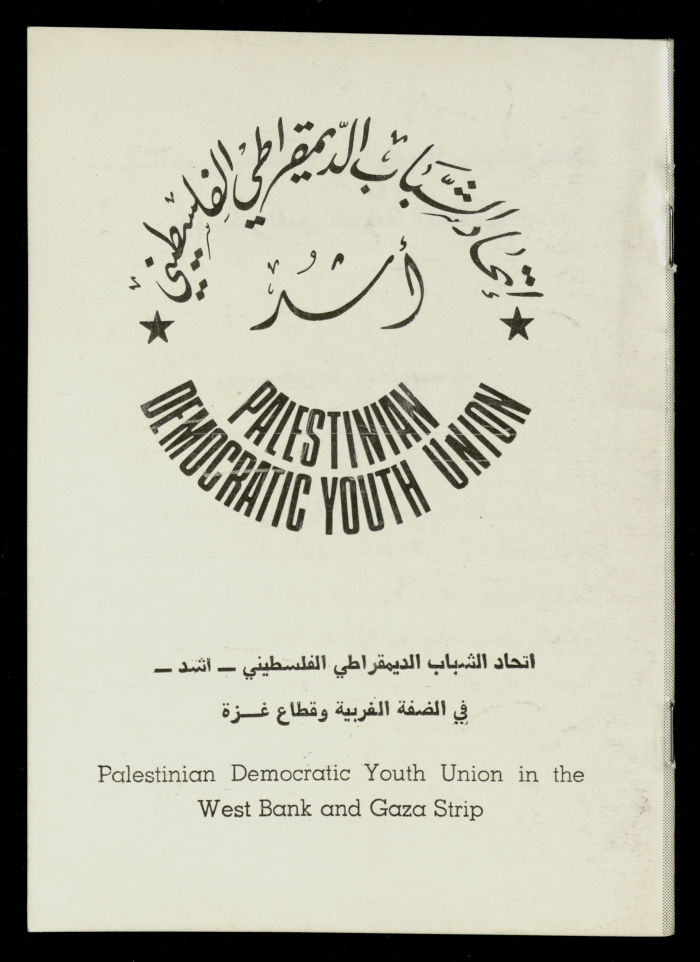 إتحاد الشباب الديمقراطي الفلسطيني
أشد
PALESTINIAN
DEMOCRATIC YOUTH UNION
اتحاد الشباب الديمقراطي الفلسطيني — اشد —
في الضفة الغربية وقطاع غـــزة
Palestinian Democratic Youth Union in the
West Bank and Gaza Strip